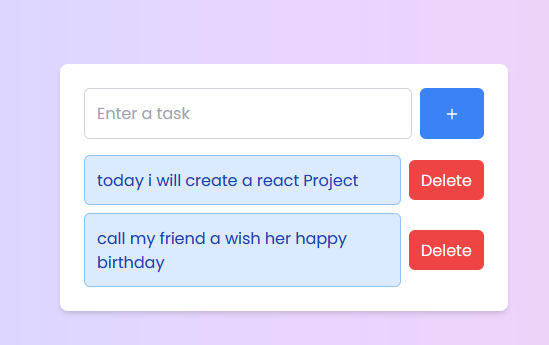 Enter a task
+
today i will create a react Project
Delete
call my friend a wish her happy
birthday
Delete